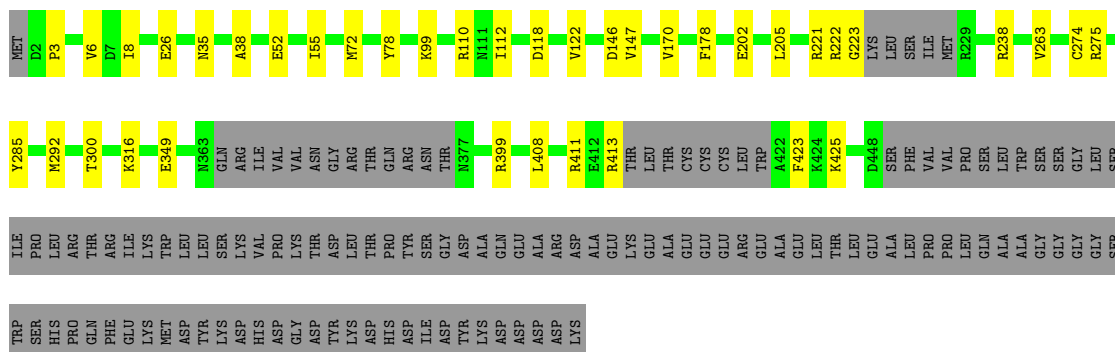 MET D2 P3 V6 D7 I8 E26 N35 A38 E52 I55 M72 Y78 K99 R110 N111 I112 D118 V122 D146 V147 V170 F178 E202 L205 R221 R222 G223 LYS LEU SER ILE MET R229 R238 V263 C274 R275
Y285 M292 T300 K316 E349 N363 GLN ARG ILE VAL VAL ASN GLY ARG THR GLN ARG ASN THR N377 R399 L408 R411 E412 R413 THR LEU THR CYS CYS CYS LEU TRP A422 F423 K424 K425 D448 SER PHE VAL VAL PRO SER LEU TRP SER SER GLY LEU SER
ILE PRO LEU ARG THR ARG ILE LYS TRP LEU LEU SER LYS VAL PRO LYS THR ASP LEU THR PRO TYR SER GLY ASP ALA GLN GLU ALA ARG ASP ALA GLU LYS GLU ALA GLU GLU GLU ARG GLU ALA GLU LEU THR LEU GLU ALA LEU PRO PRO LEU GLN ALA ALA GLY GLY GLY GLY SER
TRP SER HIS PRO GLN PHE GLU LYS MET ASP TYR LYS ASP HIS ASP GLY ASP TYR LYS ASP HIS ASP ILE ASP TYR LYS ASP ASP ASP ASP LYS